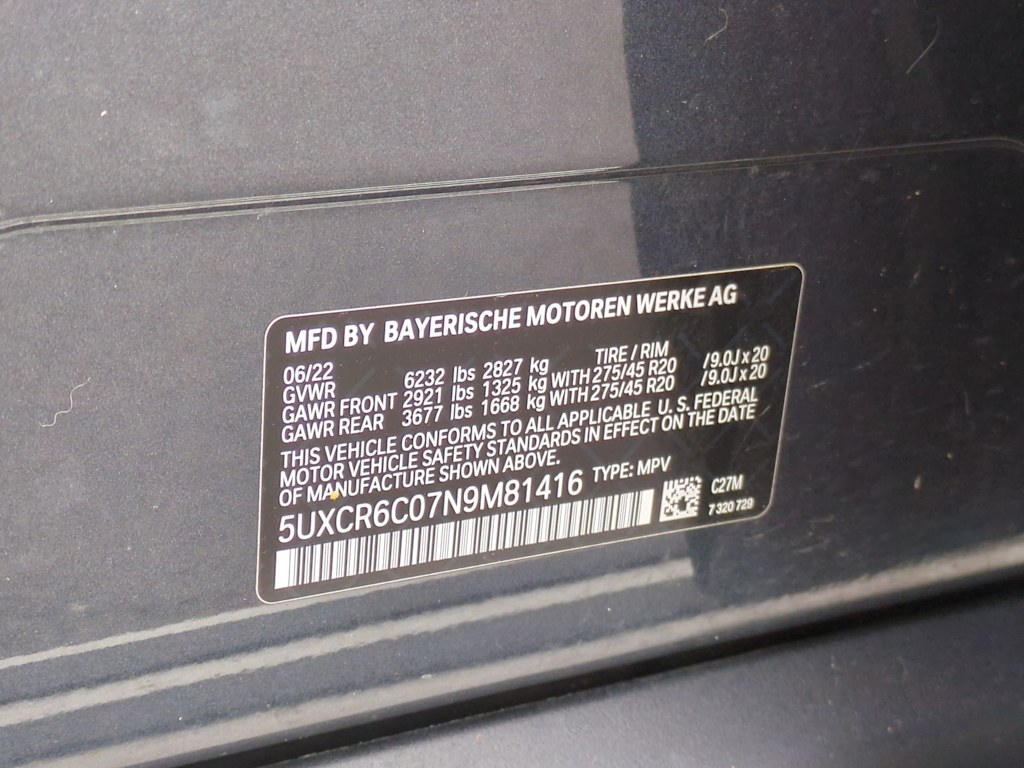 MFD BY BAYERISCHE MOTOREN WERKE AG
06/22 TIRE / RIM
GVWR 6232 lbs 2827 kg
GAWR FRONT 2921 lbs 1325 kg WITH 275/45 R20 /9.0J x 20
GAWR REAR 3677 lbs 1668 kg WITH 275/45 R20 /9.0J x 20
THIS VEHICLE CONFORMS TO ALL APPLICABLE U.S. FEDERAL
MOTOR VEHICLE SAFETY STANDARDS IN EFFECT ON THE DATE
OF MANUFACTURE SHOWN ABOVE.
5UXCR6C07N9M81416 TYPE: MPV
C27M
7 320 729